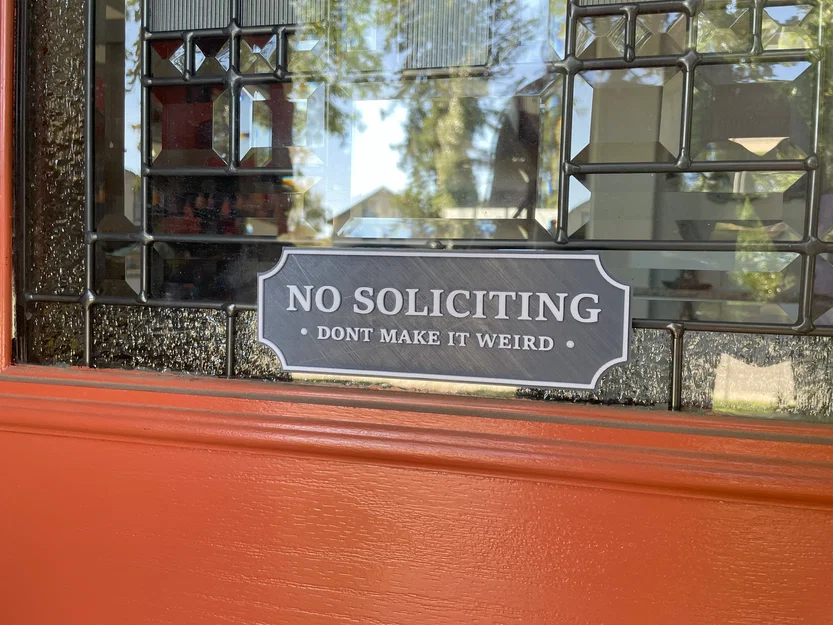 NO SOLICITING
• DONT MAKE IT WEIRD •